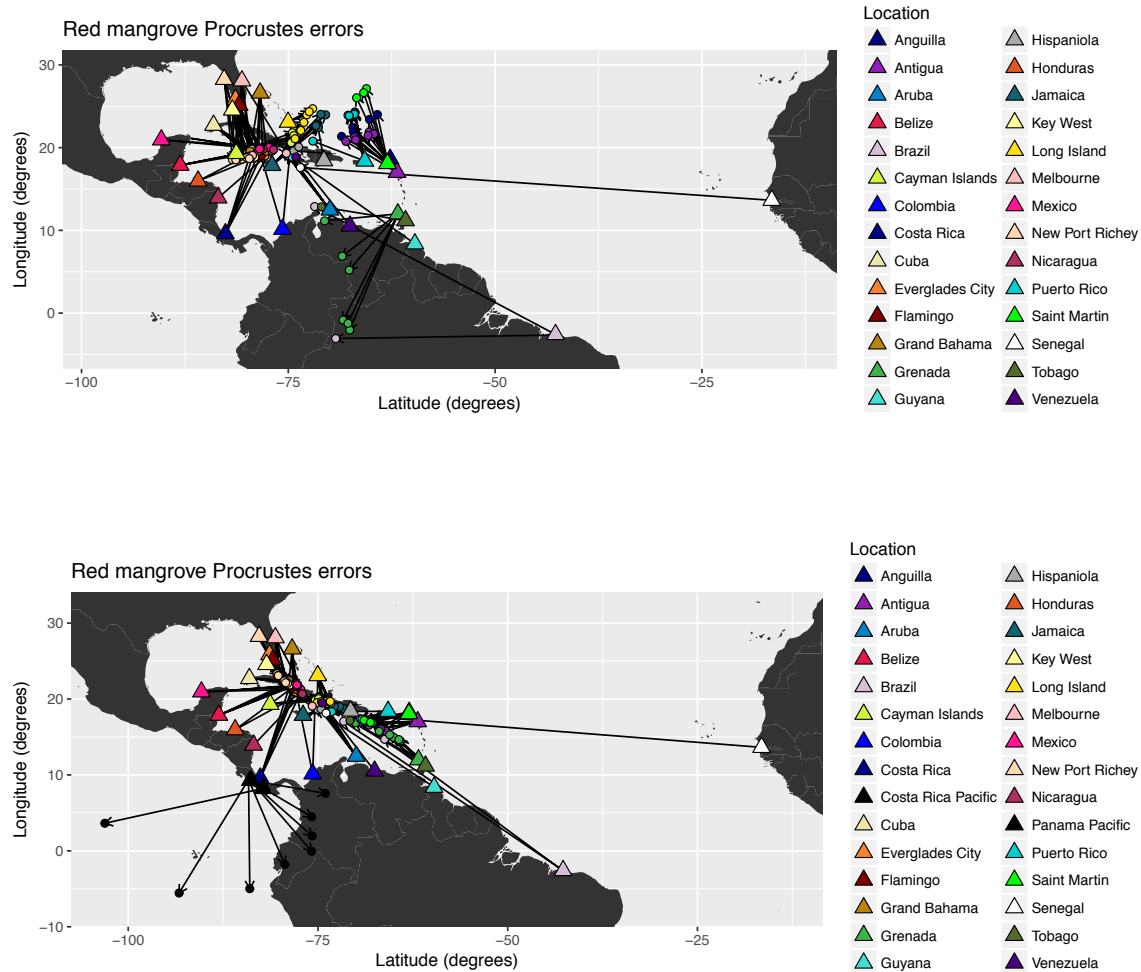 Red mangrove Procrustes errors
30
20
10
0
Longitude (degrees)
−100
−75
−50
−25
Latitude (degrees)
Location
Anguilla
Antigua
Aruba
Belize
Brazil
Cayman Islands
Colombia
Costa Rica
Cuba
Everglades City
Flamingo
Grand Bahama
Grenada
Guyana
Hispaniola
Honduras
Jamaica
Key West
Long Island
Melbourne
Mexico
New Port Richey
Nicaragua
Puerto Rico
Saint Martin
Senegal
Tobago
Venezuela
Red mangrove Procrustes errors
30
20
10
0
−10
Longitude (degrees)
−100
−75
−50
−25
Latitude (degrees)
Location
Anguilla
Antigua
Aruba
Belize
Brazil
Cayman Islands
Colombia
Costa Rica
Costa Rica Pacific
Cuba
Everglades City
Flamingo
Grand Bahama
Grenada
Guyana
Hispaniola
Honduras
Jamaica
Key West
Long Island
Melbourne
Mexico
New Port Richey
Nicaragua
Panama Pacific
Puerto Rico
Saint Martin
Senegal
Tobago
Venezuela